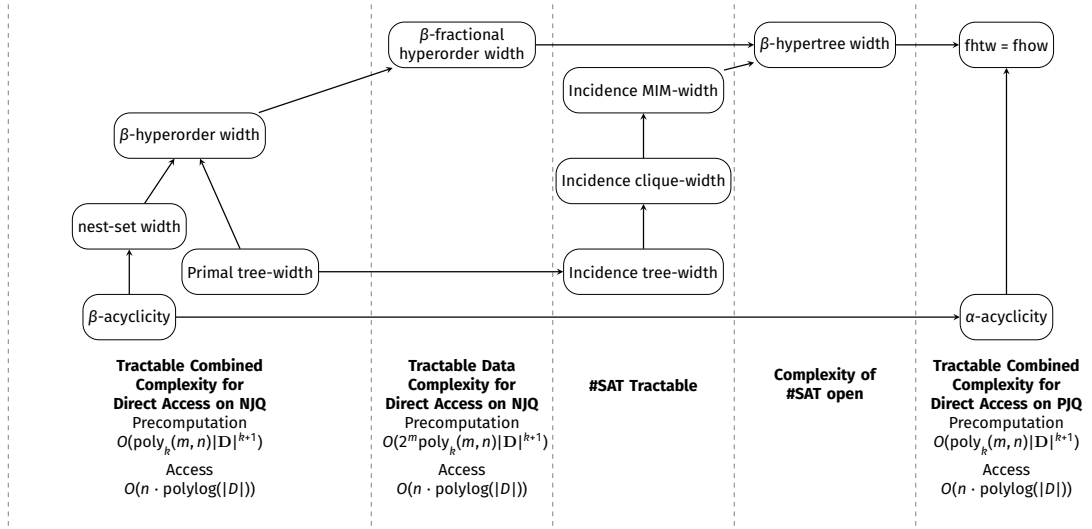 β-fractional
hyperorder width
β-hypertree width
fhtw = fhow
Incidence MIM-width
β-hyperorder width
Incidence clique-width
nest-set width
Primal tree-width
Incidence tree-width
β-acyclicity
α-acyclicity
Tractable Combined
Complexity for
Direct Access on NJQ
Precomputation
O(poly_k(m, n)|𝐃|^{k+1})
Access
O(n · polylog(|D|))
Tractable Data
Complexity for
Direct Access on NJQ
Precomputation
O(2^m poly_k(m, n)|𝐃|^{k+1})
Access
O(n · polylog(|D|))
#SAT Tractable
Complexity of
#SAT open
Tractable Combined
Complexity for
Direct Access on PJQ
Precomputation
O(poly_k(m, n)|𝐃|^{k+1})
Access
O(n · polylog(|D|))